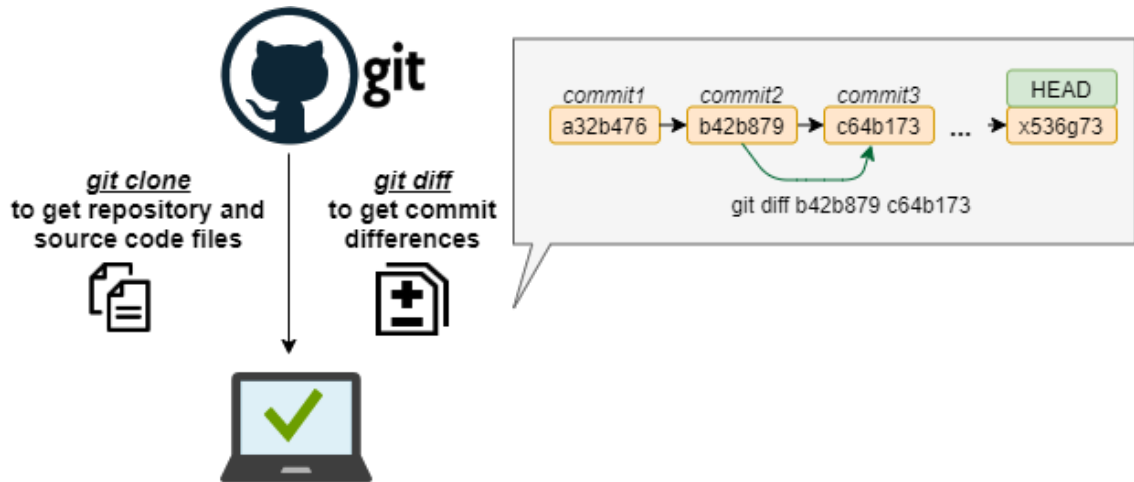 git
git clone
to get repository and
source code files
git diff
to get commit
differences
commit1
commit2
commit3
HEAD
a32b476
b42b879
c64b173
...
x536g73
git diff b42b879 c64b173